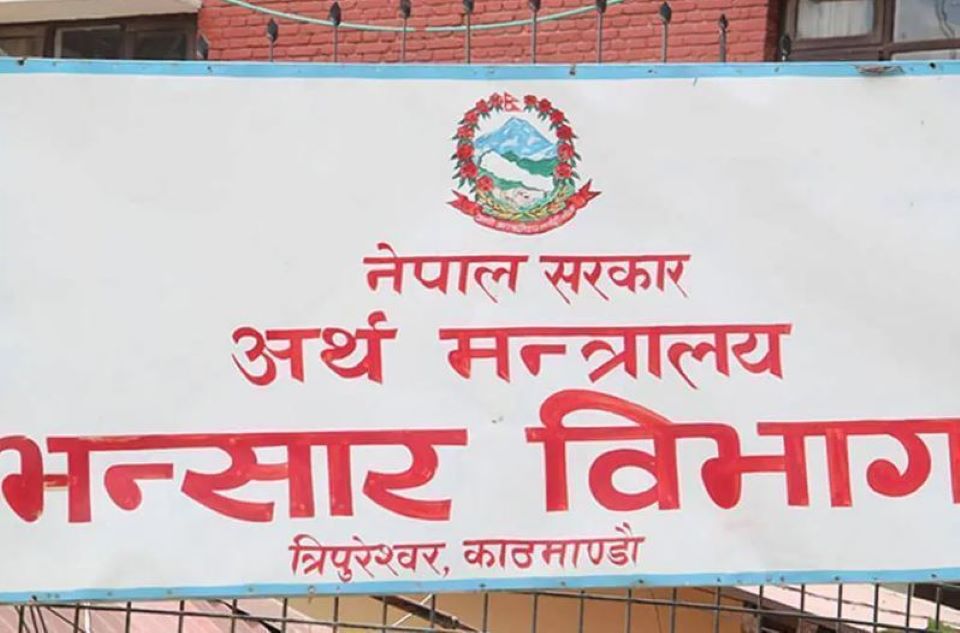 नेपाल सरकार
अर्थ मन्त्रालय
भन्सार विभाग
त्रिपुरेश्वर, काठमाण्डौ